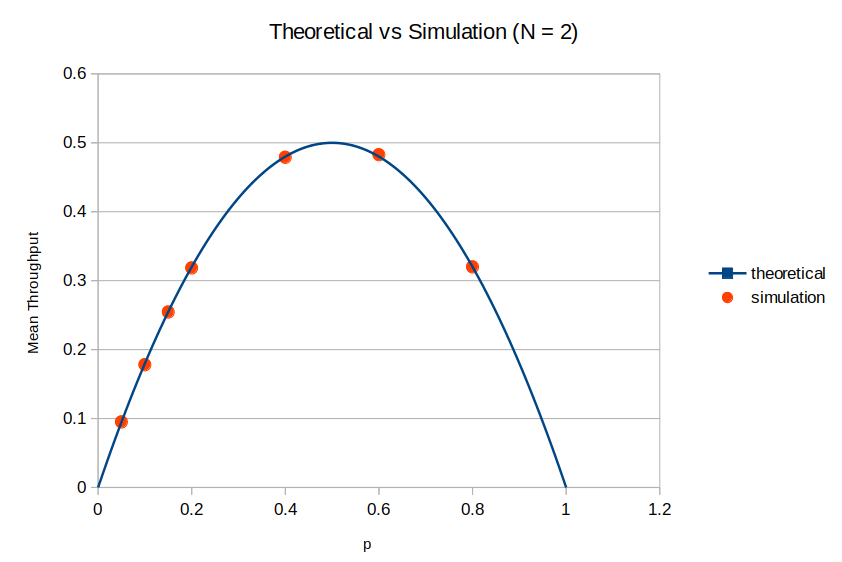 Theoretical vs Simulation (N = 2)
0.6
0.5
0.4
0.3
0.2
0.1
0
Mean Throughput
0
0.2
0.4
0.6
0.8
1
1.2
p
theoretical
simulation